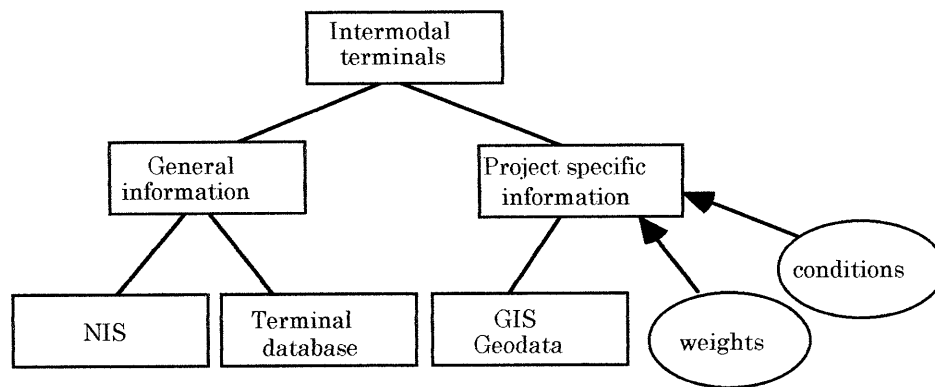 Intermodal
terminals
General
information
Project specific
information
conditions
NIS
Terminal
database
GIS
Geodata
weights